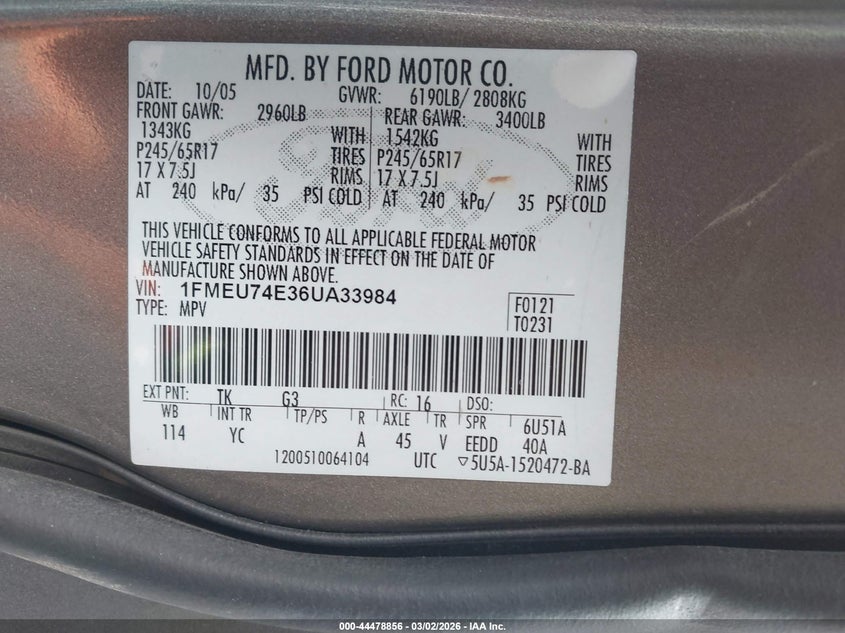 MFD. BY FORD MOTOR CO.
DATE: 10/05 GVWR: 6190LB/ 2808KG
FRONT GAWR: 2960LB REAR GAWR: 3400LB
1343KG WITH 1542KG WITH
P245/65R17 TIRES P245/65R17 TIRES
17 X 7.5J RIMS 17 X 7.5J RIMS
AT 240 kPa/ 35 PSI COLD AT 240 kPa/ 35 PSI COLD
THIS VEHICLE CONFORMS TO ALL APPLICABLE FEDERAL MOTOR
VEHICLE SAFETY STANDARDS IN EFFECT ON THE DATE OF
MANUFACTURE SHOWN ABOVE.
VIN: 1FMEU74E36UA33984
TYPE: MPV
F0121
T0231
EXT PNT: TK G3 RC: 16 DSO:
WB INT TR TP/PS R AXLE TR SPR 6U51A
114 YC A 45 V EEDD 40A
1200510064104 UTC ▽5U5A-1520472-BA
000-44478856 - 03/02/2026 - IAA Inc.